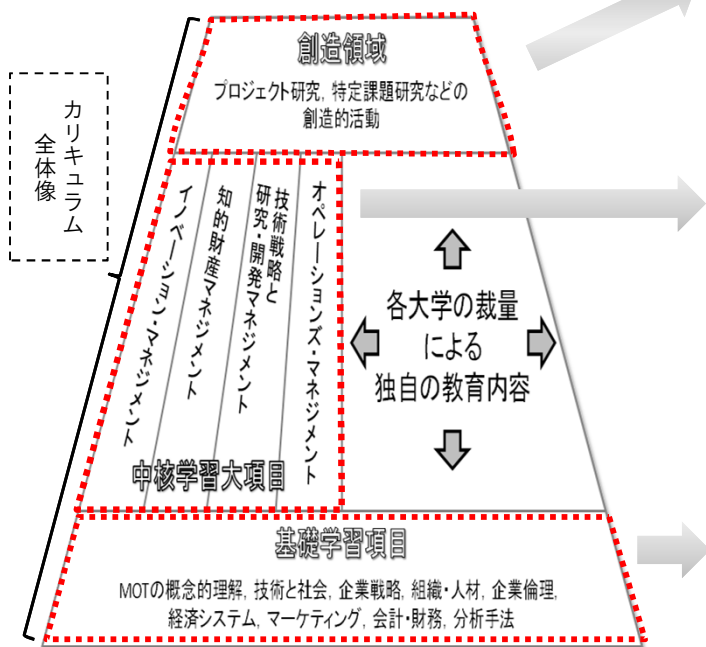 カリキュラム
全体像
創造領域
プロジェクト研究, 特定課題研究などの
創造的活動
イノベーション・マネジメント
知的財産マネジメント
技術戦略と
研究・開発マネジメント
オペレーションズ・マネジメント
中核学習大項目
各大学の裁量
による
独自の教育内容
基礎学習項目
MOTの概念的理解, 技術と社会, 企業戦略, 組織・人材, 企業倫理,
経済システム, マーケティング, 会計・財務, 分析手法